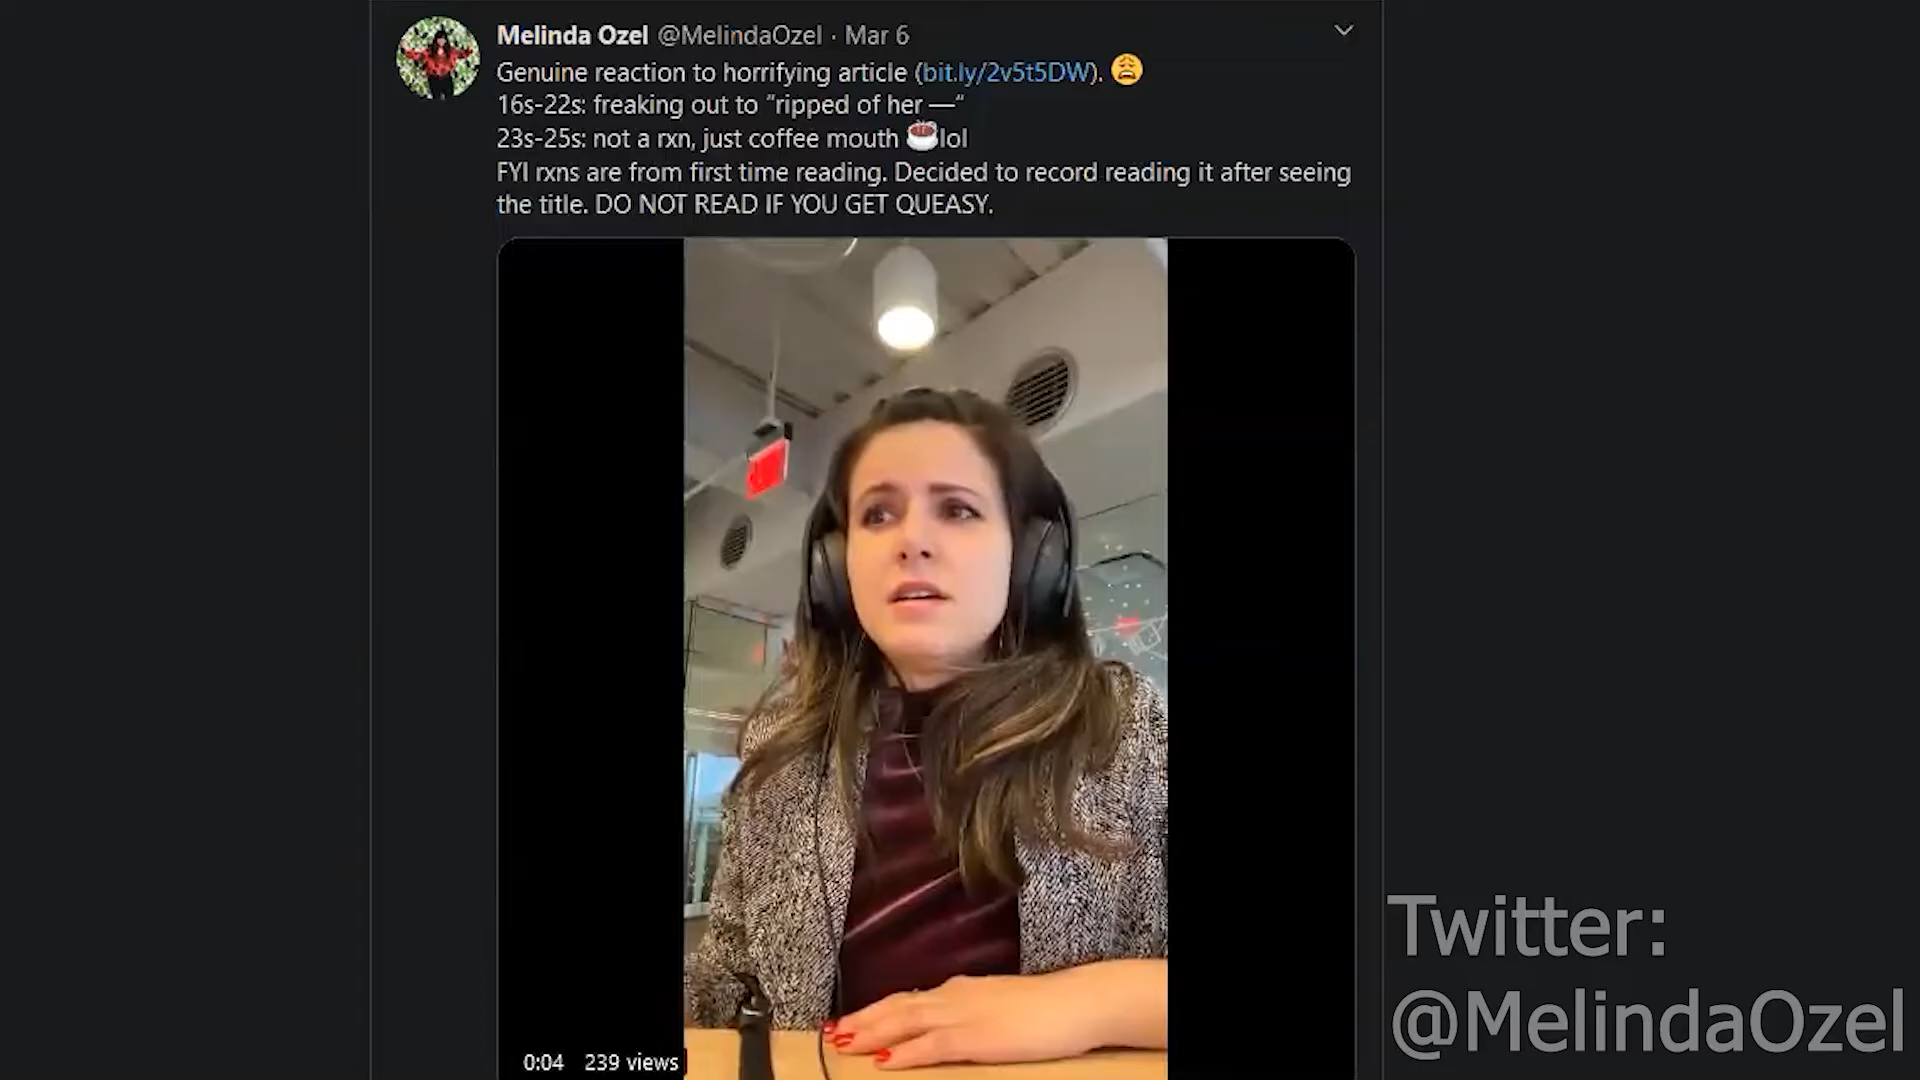 Melinda Ozel @MelindaOzel · Mar 6
Genuine reaction to horrifying article (bit.ly/2v5t5DW). 😩
16s-22s: freaking out to “ripped of her —“
23s-25s: not a rxn, just coffee mouth ☕lol
FYI rxns are from first time reading. Decided to record reading it after seeing
the title. DO NOT READ IF YOU GET QUEASY.
0:04 239 views
Twitter:
@MelindaOzel